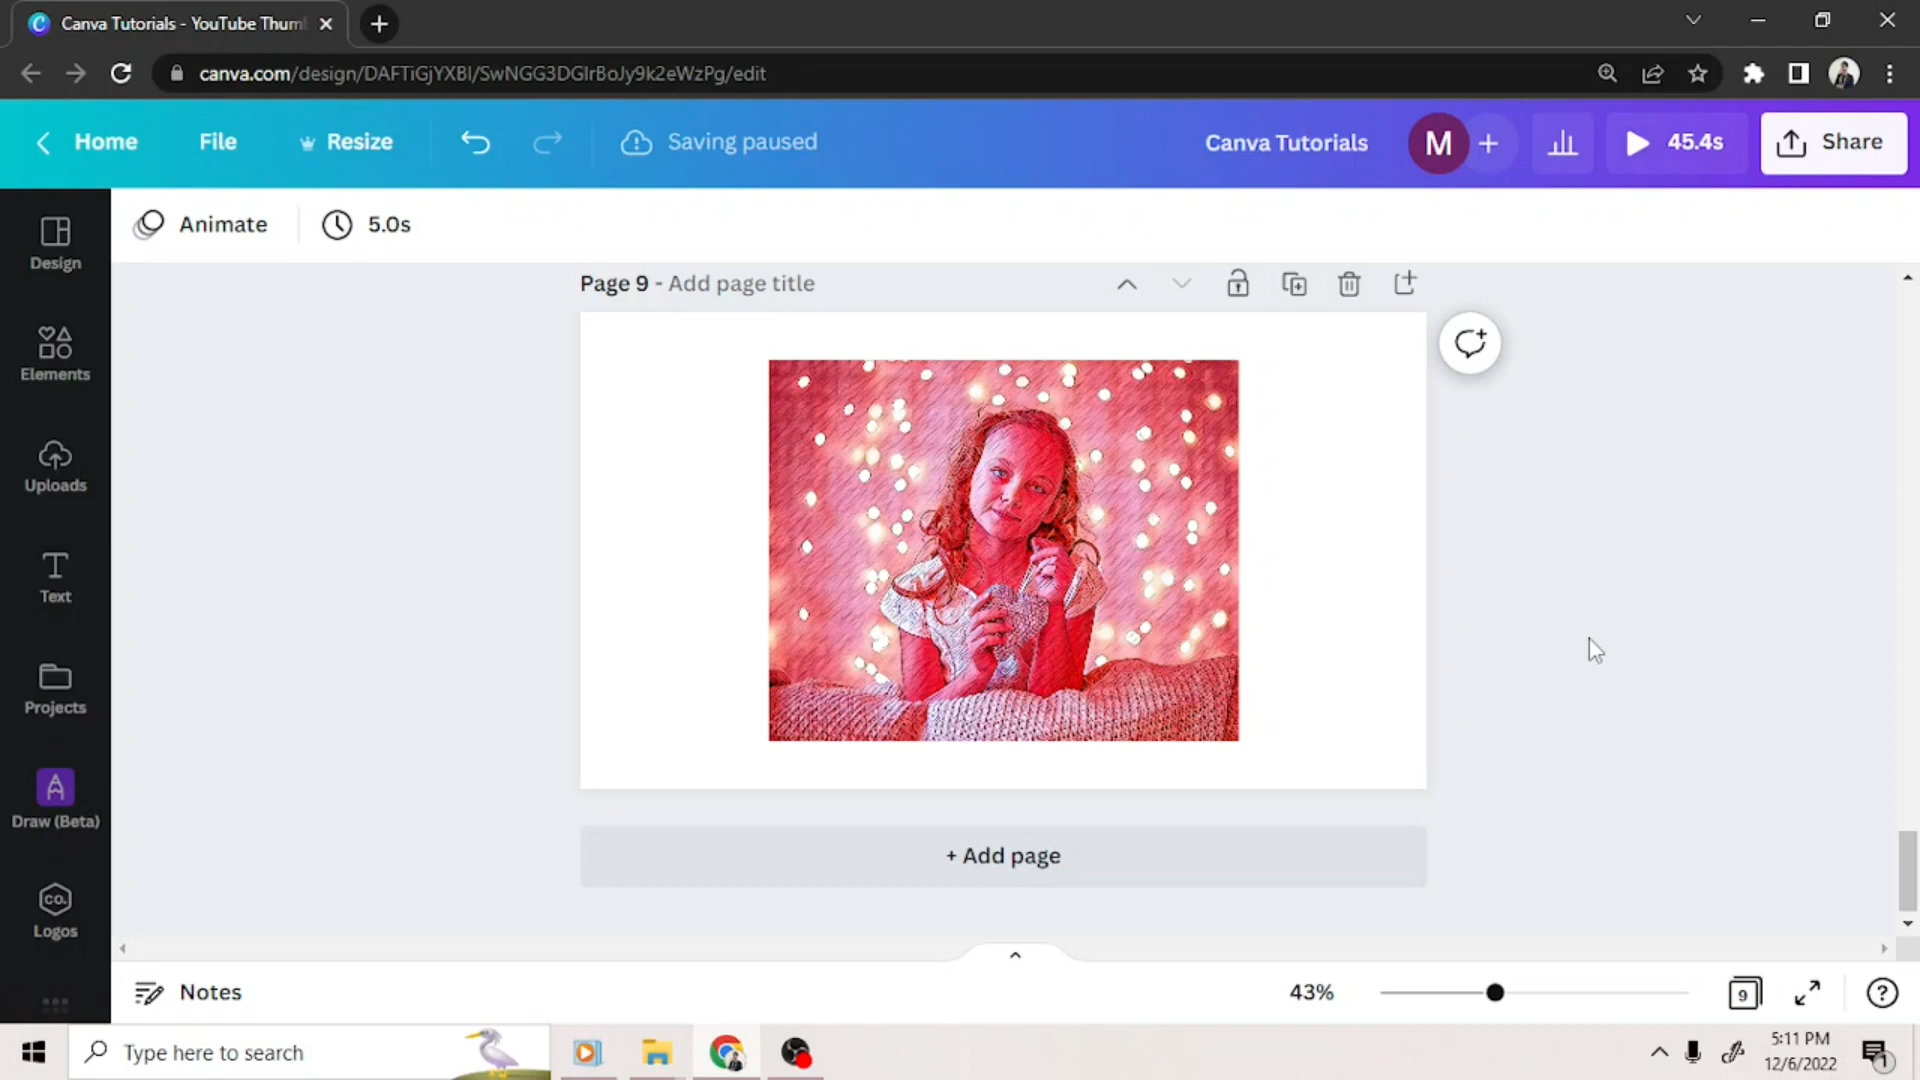 Canva Tutorials - YouTube Thum
canva.com/design/DAFTiGjYXBI/SwNGG3DGIrBoJy9k2eWzPg/edit
Home File Resize Saving paused Canva Tutorials M 45.4s Share
Animate 5.0s
Design
Elements
Uploads
Text
Projects
Draw (Beta)
CO.
Logos
Page 9 - Add page title
+ Add page
Notes 43% 9 ?
Type here to search
5:11 PM
12/6/2022
1